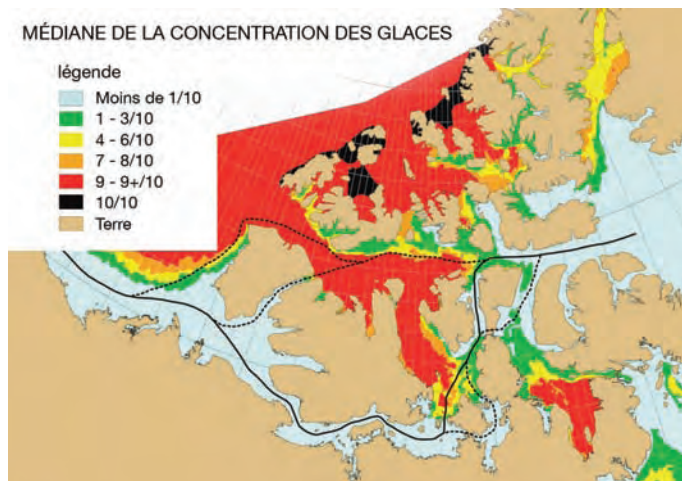 MÉDIANE DE LA CONCENTRATION DES GLACES
légende
Moins de 1/10
1 - 3/10
4 - 6/10
7 - 8/10
9 - 9+/10
10/10
Terre